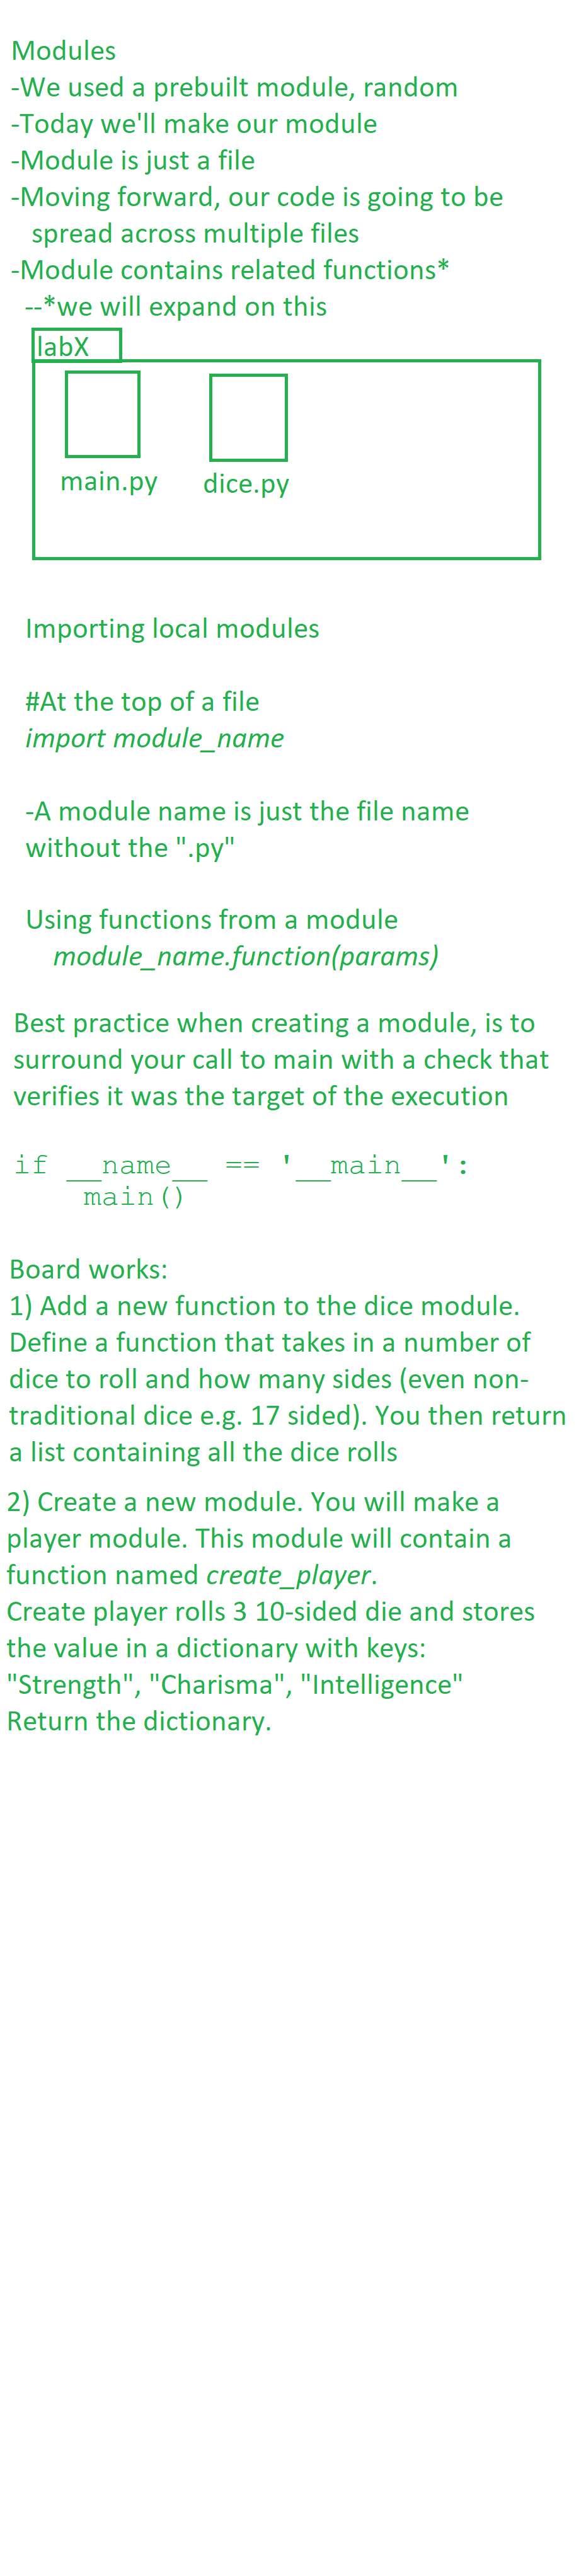 Modules
-We used a prebuilt module, random
-Today we'll make our module
-Module is just a file
-Moving forward, our code is going to be
spread across multiple files
-Module contains related functions*
--*we will expand on this
labX
main.py
dice.py
Importing local modules
#At the top of a file
import module_name
-A module name is just the file name
without the ".py"
Using functions from a module
module_name.function(params)
Best practice when creating a module, is to
surround your call to main with a check that
verifies it was the target of the execution
if __name__ == '__main__':
main()
Board works:
1) Add a new function to the dice module.
Define a function that takes in a number of
dice to roll and how many sides (even non-
traditional dice e.g. 17 sided). You then return
a list containing all the dice rolls
2) Create a new module. You will make a
player module. This module will contain a
function named create_player.
Create player rolls 3 10-sided die and stores
the value in a dictionary with keys:
"Strength", "Charisma", "Intelligence"
Return the dictionary.